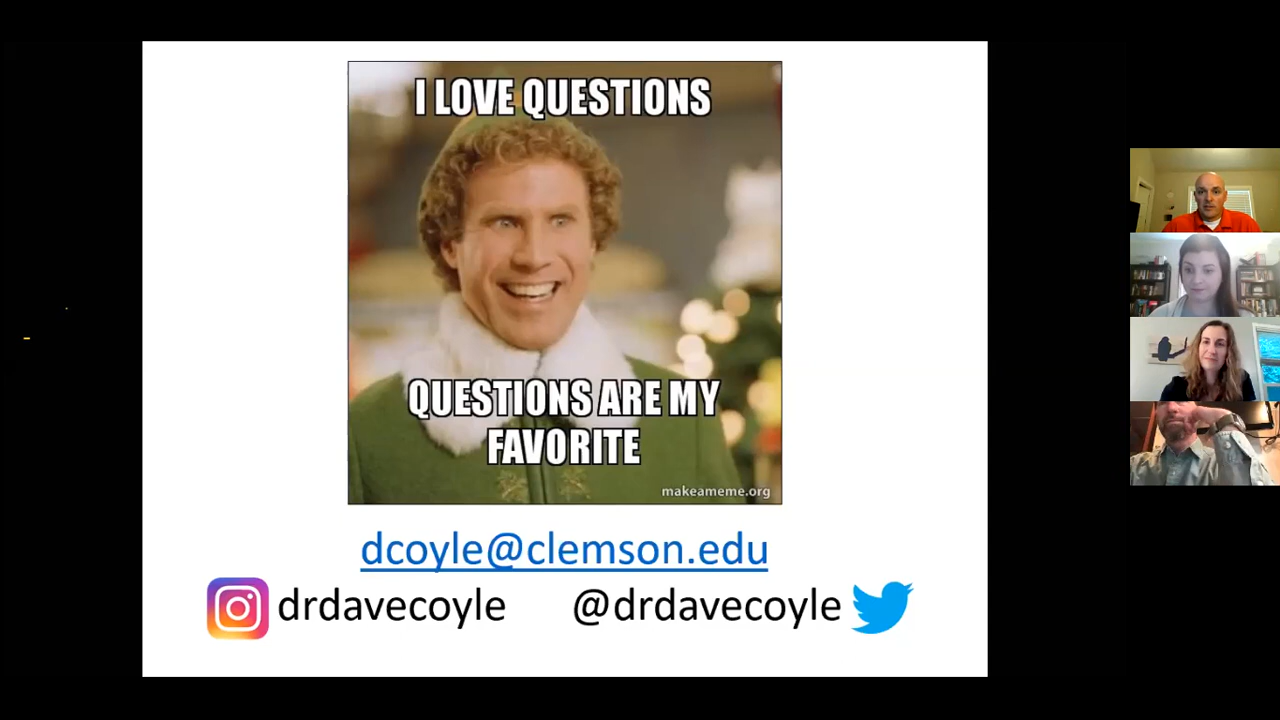 I LOVE QUESTIONS
QUESTIONS ARE MY
FAVORITE
makeameme.org
dcoyle@clemson.edu
drdavecoyle @drdavecoyle